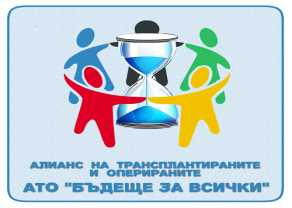 АЛИАНС НА ТРАНСПЛАНТИРАНИТЕ
И ОПЕРИРАНИТЕ
АТО "БЪДЕЩЕ ЗА ВСИЧКИ"